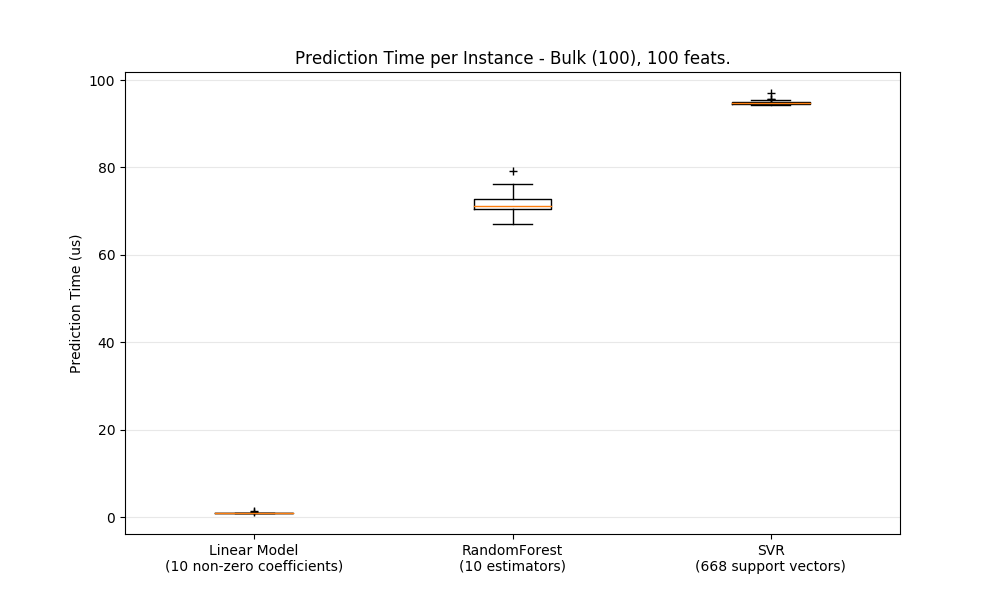 Prediction Time per Instance - Bulk (100), 100 feats.
100
80
60
40
20
0
Prediction Time (us)
Linear Model
(10 non-zero coefficients)
RandomForest
(10 estimators)
SVR
(668 support vectors)